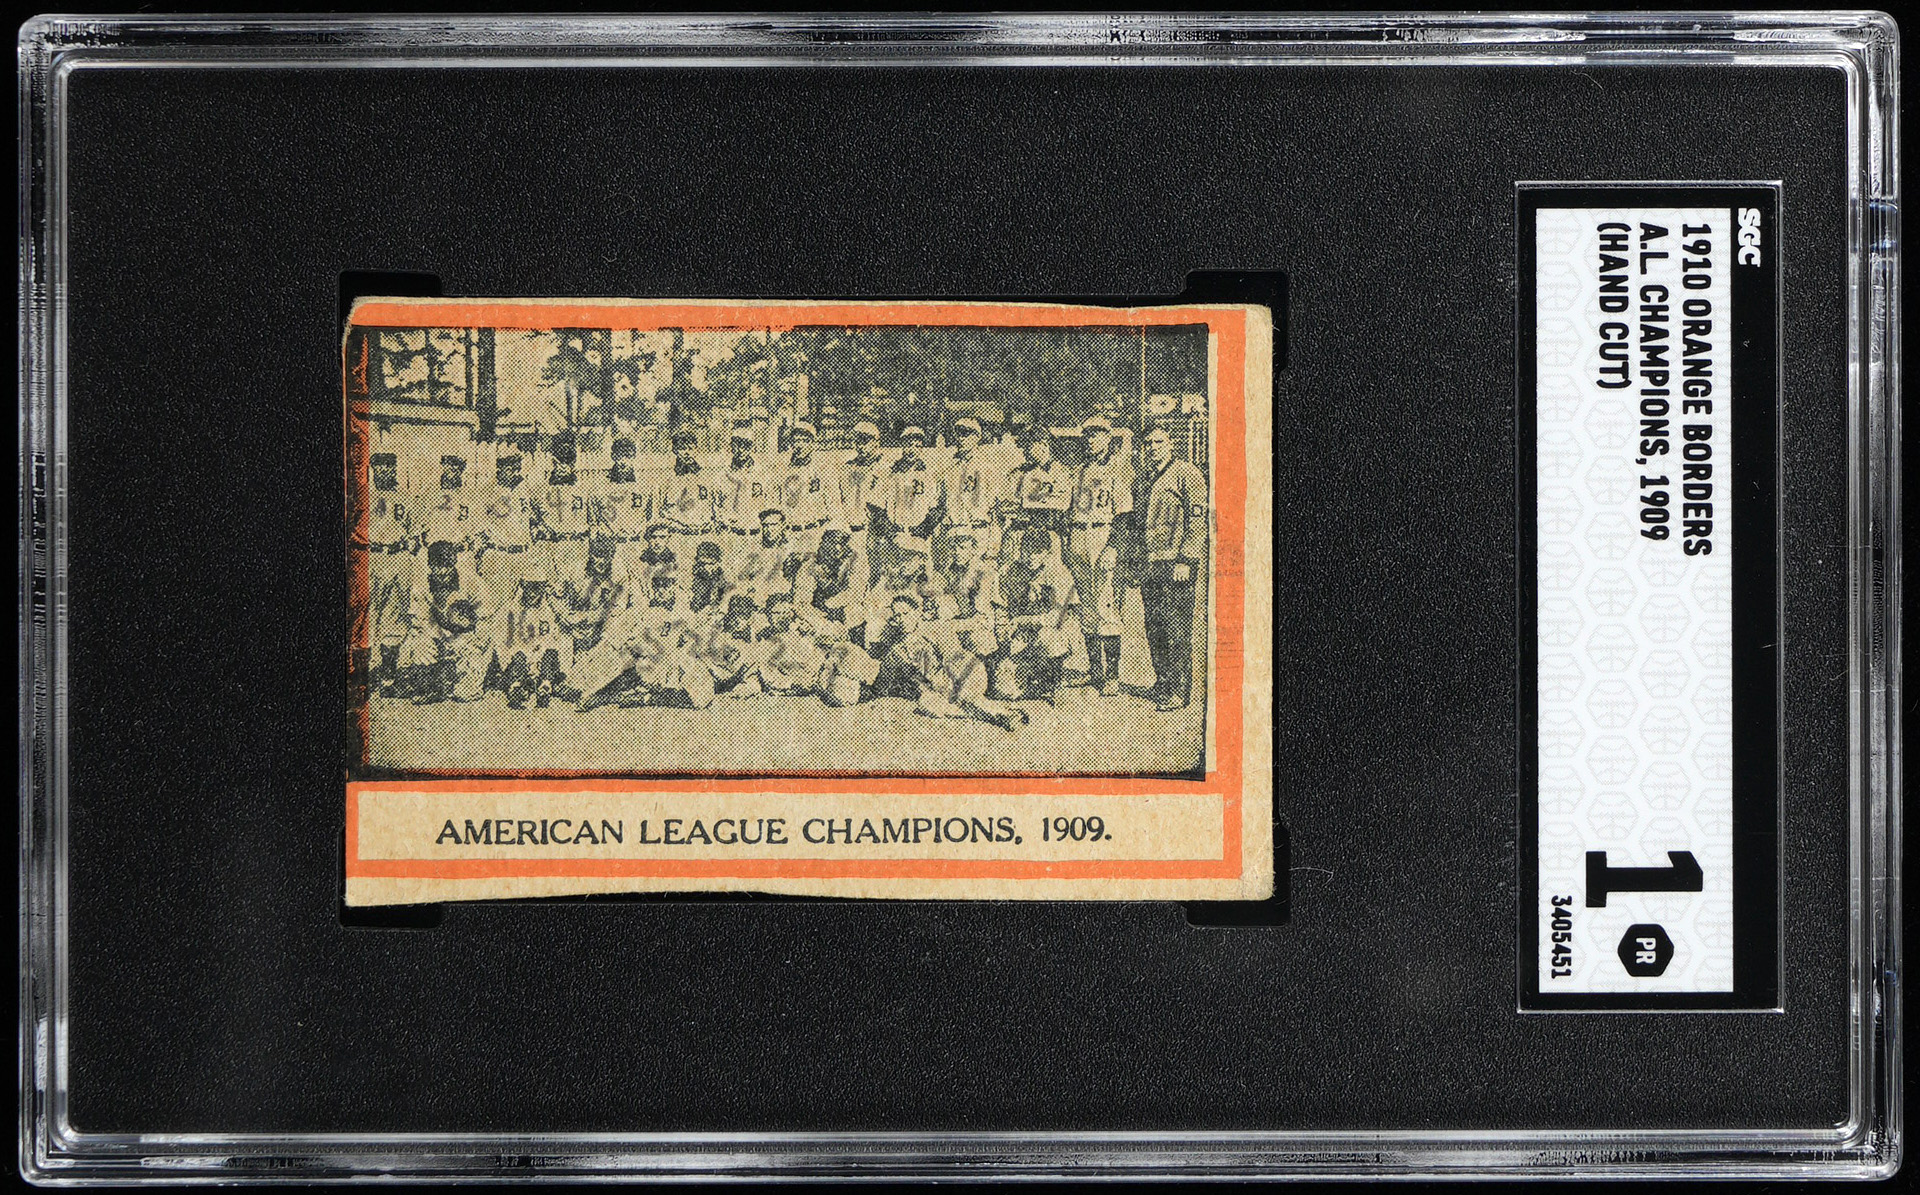 AMERICAN LEAGUE CHAMPIONS, 1909.
SGC
1910 ORANGE BORDERS
A.L. CHAMPIONS, 1909
(HAND CUT)
1
PR
3405451